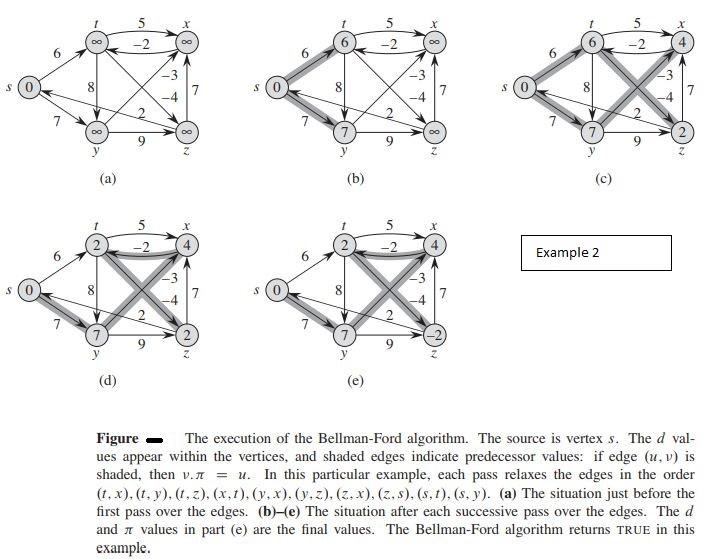 t 5 x
6 ∞ −2 ∞
s 0 8 −3 7
−4
7 2
∞ 9 ∞
y z
(a)
t 5 x
6 6 −2 ∞
s 0 8 −3 7
−4
7 2
7 9 ∞
y z
(b)
t 5 x
6 6 −2 4
s 0 8 −3 7
−4
7 2
7 9 2
y z
(c)
t 5 x
6 2 −2 4
s 0 8 −3 7
−4
7 2
7 9 2
y z
(d)
t 5 x
6 2 −2 4
s 0 8 −3 7
−4
7 2
7 9 −2
y z
(e)
Example 2
Figure The execution of the Bellman-Ford algorithm. The source is vertex s. The d val-
ues appear within the vertices, and shaded edges indicate predecessor values: if edge (u, v) is
shaded, then v.π = u. In this particular example, each pass relaxes the edges in the order
(t, x), (t, y), (t, z), (x, t), (y, x), (y, z), (z, x), (z, s), (s, t), (s, y). (a) The situation just before the
first pass over the edges. (b)–(e) The situation after each successive pass over the edges. The d
and π values in part (e) are the final values. The Bellman-Ford algorithm returns TRUE in this
example.